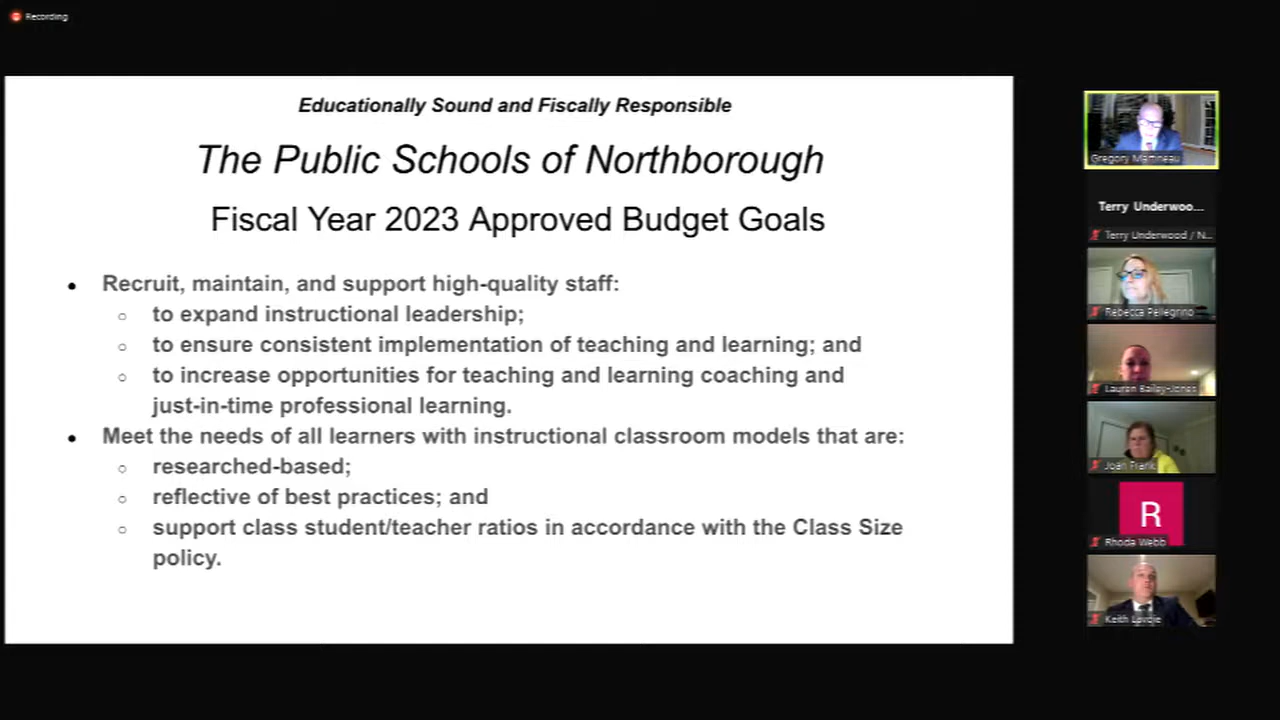 Recording
Educationally Sound and Fiscally Responsible
The Public Schools of Northborough
Fiscal Year 2023 Approved Budget Goals
• Recruit, maintain, and support high-quality staff:
○ to expand instructional leadership;
○ to ensure consistent implementation of teaching and learning; and
○ to increase opportunities for teaching and learning coaching and
just-in-time professional learning.
• Meet the needs of all learners with instructional classroom models that are:
○ researched-based;
○ reflective of best practices; and
○ support class student/teacher ratios in accordance with the Class Size
policy.
Gregory Martineau
Terry Underwoo...
Terry Underwood / N...
Rebecca Pellegrino
Lauren Bailey-Jones
Joan Frank
R
Rhoda Webb
Keith Lavoie